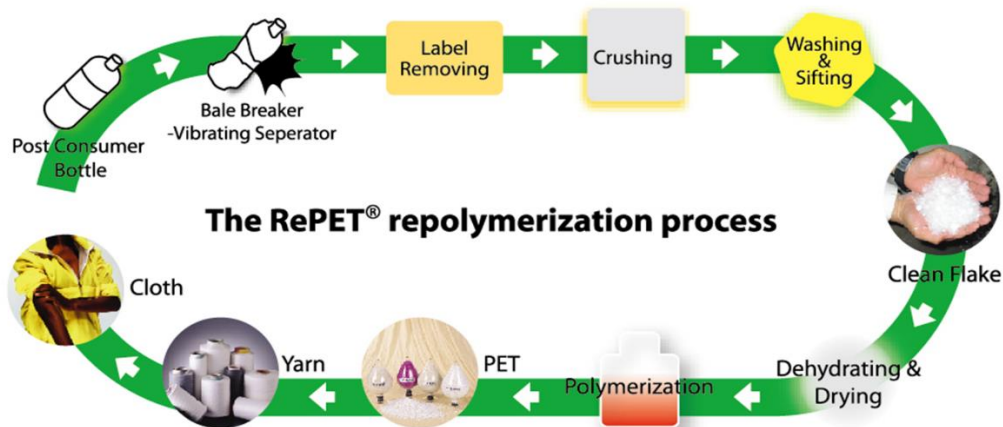 Post Consumer
Bottle
Bale Breaker
-Vibrating Seperator
Label
Removing
Crushing
Washing
&
Sifting
The RePET® repolymerization process
Clean Flake
Dehydrating &
Drying
Polymerization
PET
Yarn
Cloth